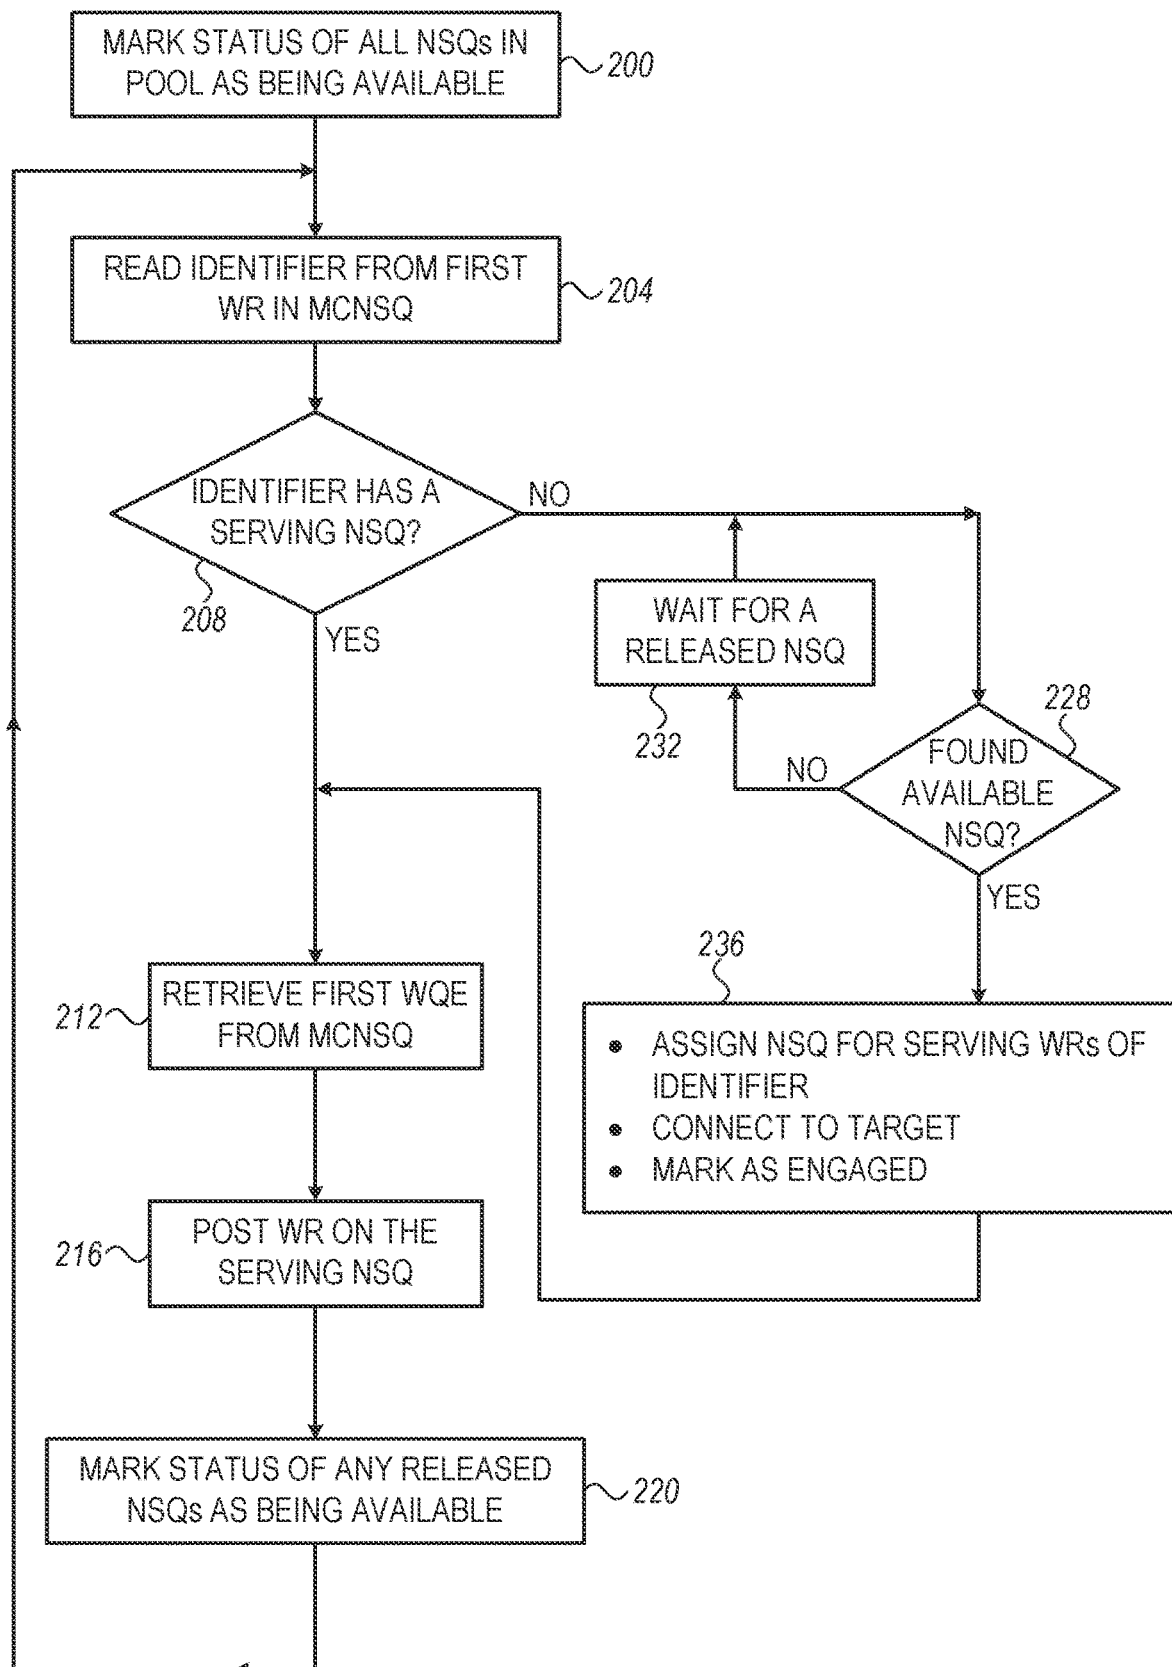 MARK STATUS OF ALL NSQs IN
POOL AS BEING AVAILABLE
200
READ IDENTIFIER FROM FIRST
WR IN MCNSQ
204
IDENTIFIER HAS A
SERVING NSQ?
208
NO
YES
WAIT FOR A
RELEASED NSQ
232
228
FOUND
AVAILABLE
NSQ?
NO
YES
236
• ASSIGN NSQ FOR SERVING WRs OF
IDENTIFIER
• CONNECT TO TARGET
• MARK AS ENGAGED
212
RETRIEVE FIRST WQE
FROM MCNSQ
216
POST WR ON THE
SERVING NSQ
MARK STATUS OF ANY RELEASED
NSQs AS BEING AVAILABLE
220